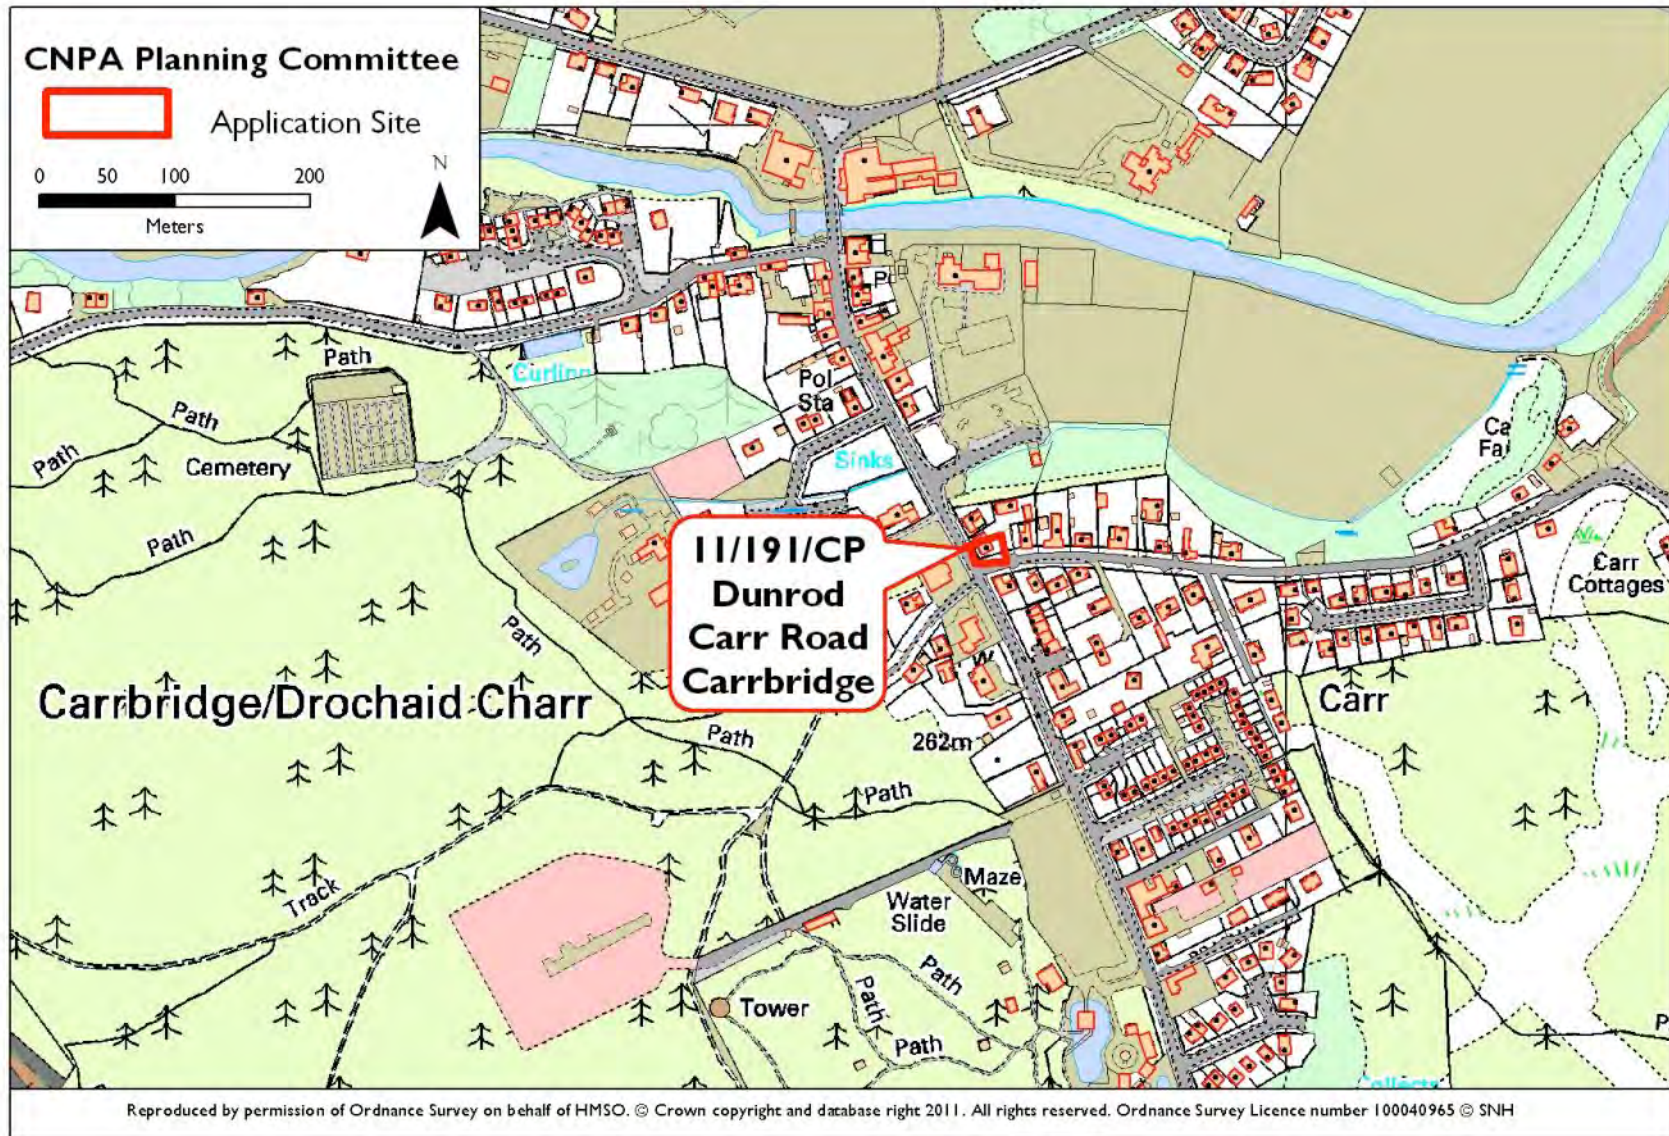 CNPA Planning Committee
Application Site
0 50 100 200
Meters
N
Path
Curling
Path
Path
Cemetery
Path
Pol
Sta
Sinks
11/191/CP
Dunrod
Carr Road
Carrbridge
Carr
Cottages
Path
Carrbridge/Drochaid Charr
Carr
Path
262m
Path
Track
Maze
Water
Slide
Tower
Path
Path
Path
Reproduced by permission of Ordnance Survey on behalf of HMSO. © Crown copyright and database right 2011. All rights reserved. Ordnance Survey Licence number 100040965 © SNH